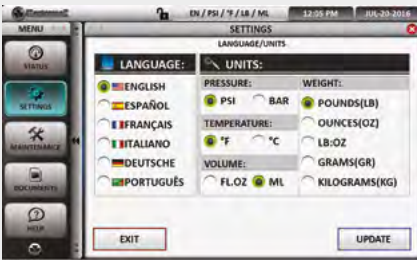 EN / PSI / °F / LB / ML
12:05 PM
JUL-20-2016
MENU
SETTINGS
LANGUAGE/UNITS
STATUS
SETTINGS
MAINTENANCE
DOCUMENTS
HELP
LANGUAGE:
ENGLISH
ESPAÑOL
FRANÇAIS
ITALIANO
DEUTSCHE
PORTUGUÊS
UNITS:
PRESSURE:
PSI BAR
TEMPERATURE:
°F °C
VOLUME:
FL.OZ ML
WEIGHT:
POUNDS(LB)
OUNCES(OZ)
LB:OZ
GRAMS(GR)
KILOGRAMS(KG)
EXIT
UPDATE